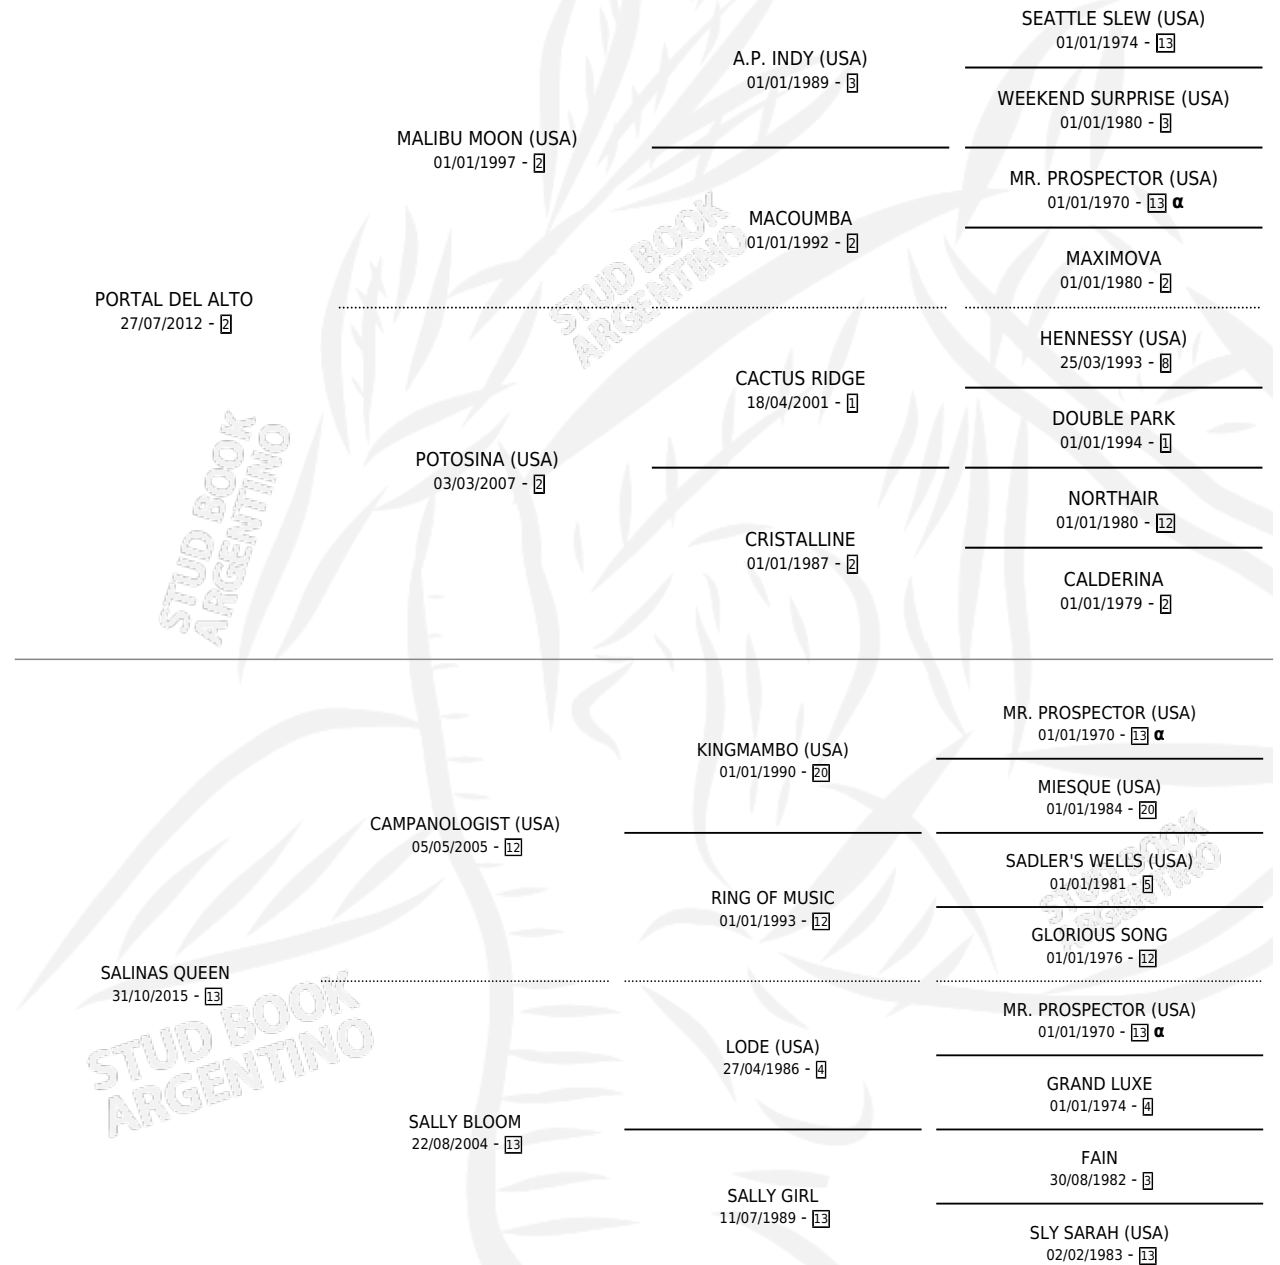 SEATTLE SLEW (USA)
01/01/1974 - 13
A.P. INDY (USA)
01/01/1989 - 3
WEEKEND SURPRISE (USA)
01/01/1980 - 3
MALIBU MOON (USA)
01/01/1997 - 2
MR. PROSPECTOR (USA)
01/01/1970 - 13 α
MACOUMBA
01/01/1992 - 2
MAXIMOVA
01/01/1980 - 2
PORTAL DEL ALTO
27/07/2012 - 2
HENNESSY (USA)
25/03/1993 - 8
CACTUS RIDGE
18/04/2001 - 1
DOUBLE PARK
01/01/1994 - 1
POTOSINA (USA)
03/03/2007 - 2
NORTHAIR
01/01/1980 - 12
CRISTALLINE
01/01/1987 - 2
CALDERINA
01/01/1979 - 2
MR. PROSPECTOR (USA)
01/01/1970 - 13 α
KINGMAMBO (USA)
01/01/1990 - 20
MIESQUE (USA)
01/01/1984 - 20
CAMPANOLOGIST (USA)
05/05/2005 - 12
SADLER'S WELLS (USA)
01/01/1981 - 5
RING OF MUSIC
01/01/1993 - 12
GLORIOUS SONG
01/01/1976 - 12
SALINAS QUEEN
31/10/2015 - 13
MR. PROSPECTOR (USA)
01/01/1970 - 13 α
LODE (USA)
27/04/1986 - 4
GRAND LUXE
01/01/1974 - 4
SALLY BLOOM
22/08/2004 - 13
FAIN
30/08/1982 - 3
SALLY GIRL
11/07/1989 - 13
SLY SARAH (USA)
02/02/1983 - 13
STUD BOOK
ARGENTINO
STUD BOOK
ARGENTINO
STUD BOOK
ARGENTINO
STUD BOOK
ARGENTINO